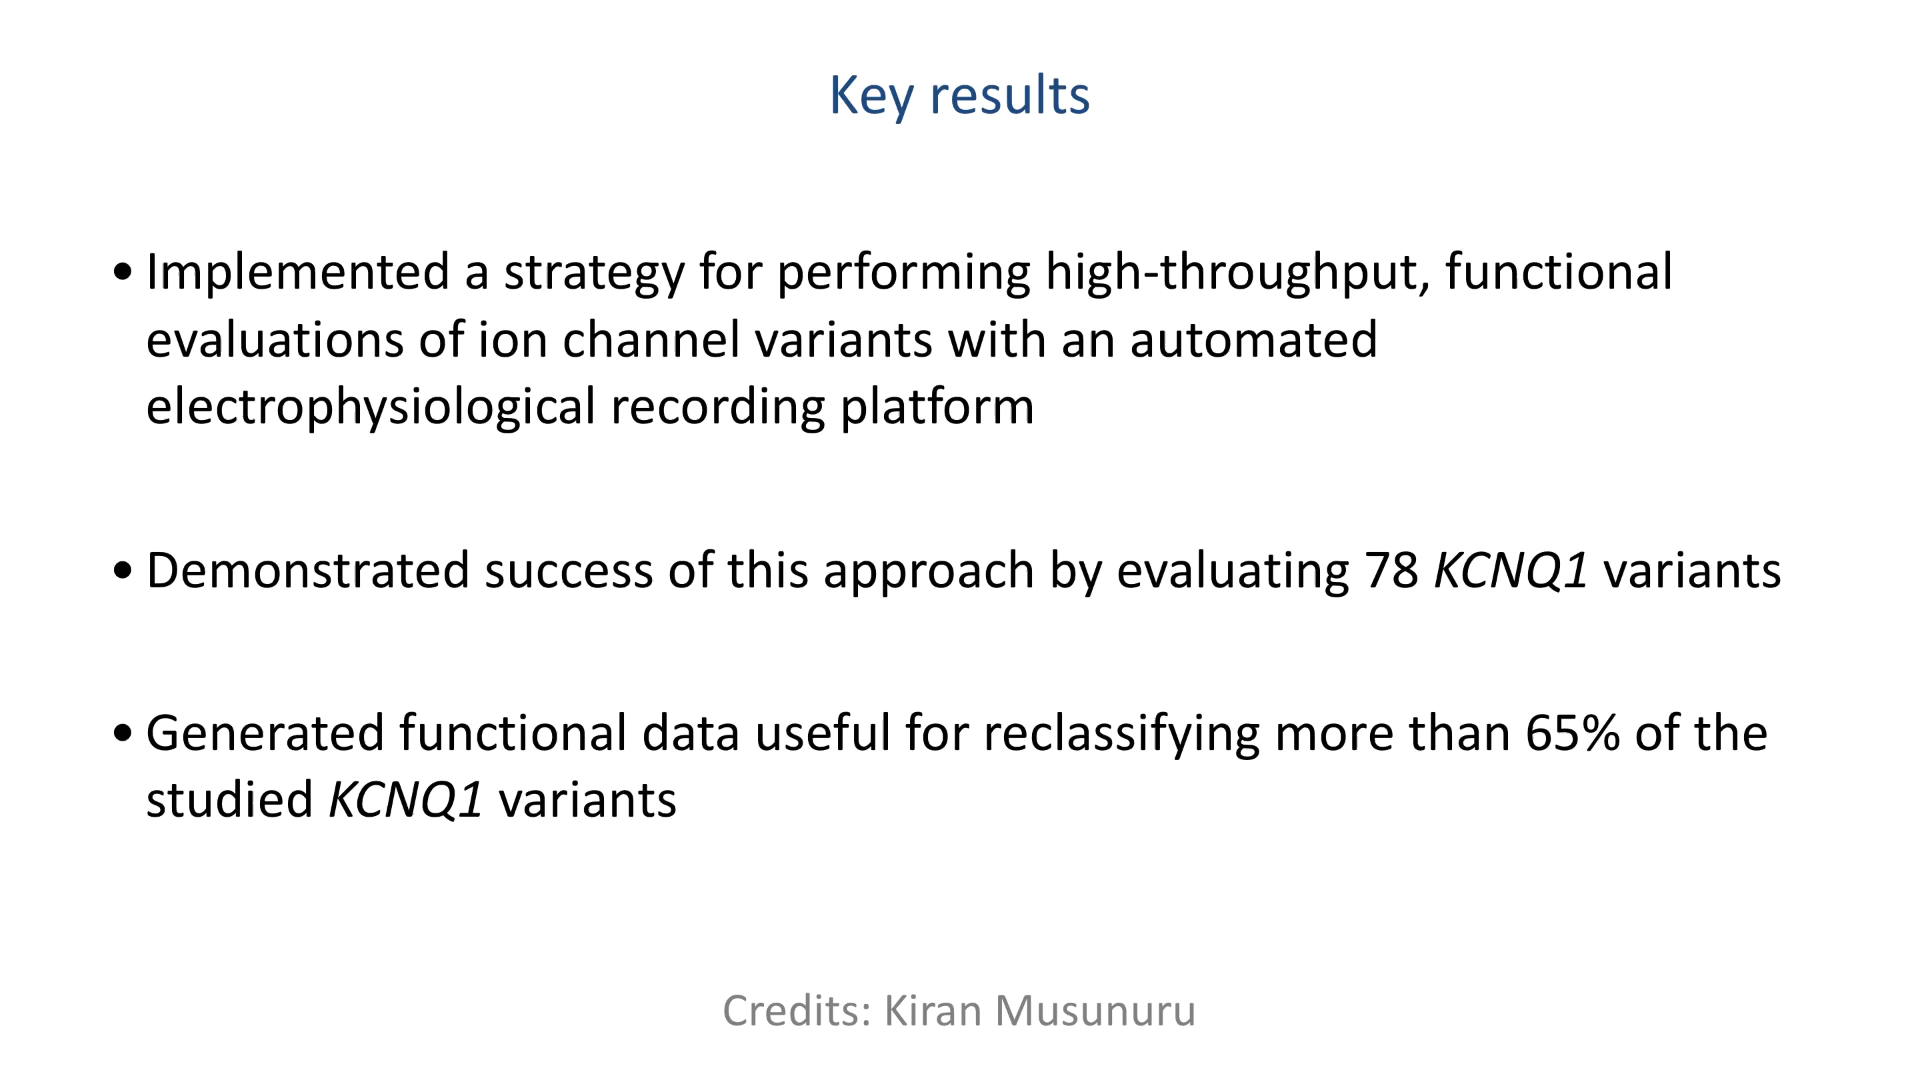 Key results
• Implemented a strategy for performing high-throughput, functional
evaluations of ion channel variants with an automated
electrophysiological recording platform
• Demonstrated success of this approach by evaluating 78 KCNQ1 variants
• Generated functional data useful for reclassifying more than 65% of the
studied KCNQ1 variants
Credits: Kiran Musunuru